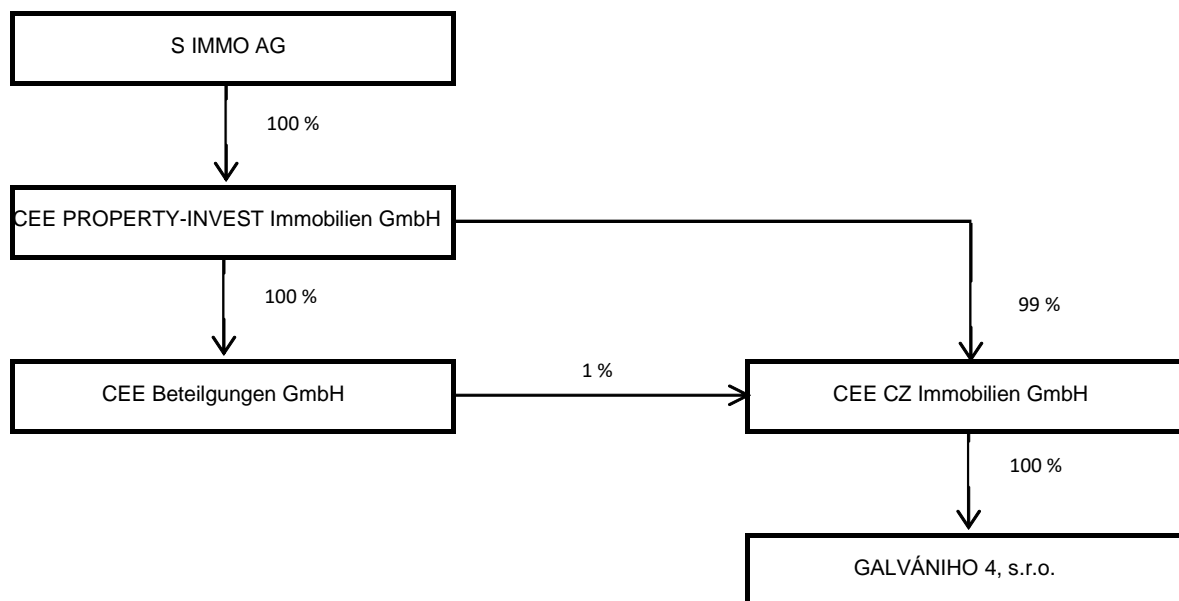 S IMMO AG
100 %
CEE PROPERTY-INVEST Immobilien GmbH
100 %
99 %
CEE Beteilgungen GmbH
1 %
CEE CZ Immobilien GmbH
100 %
GALVÁNIHO 4, s.r.o.